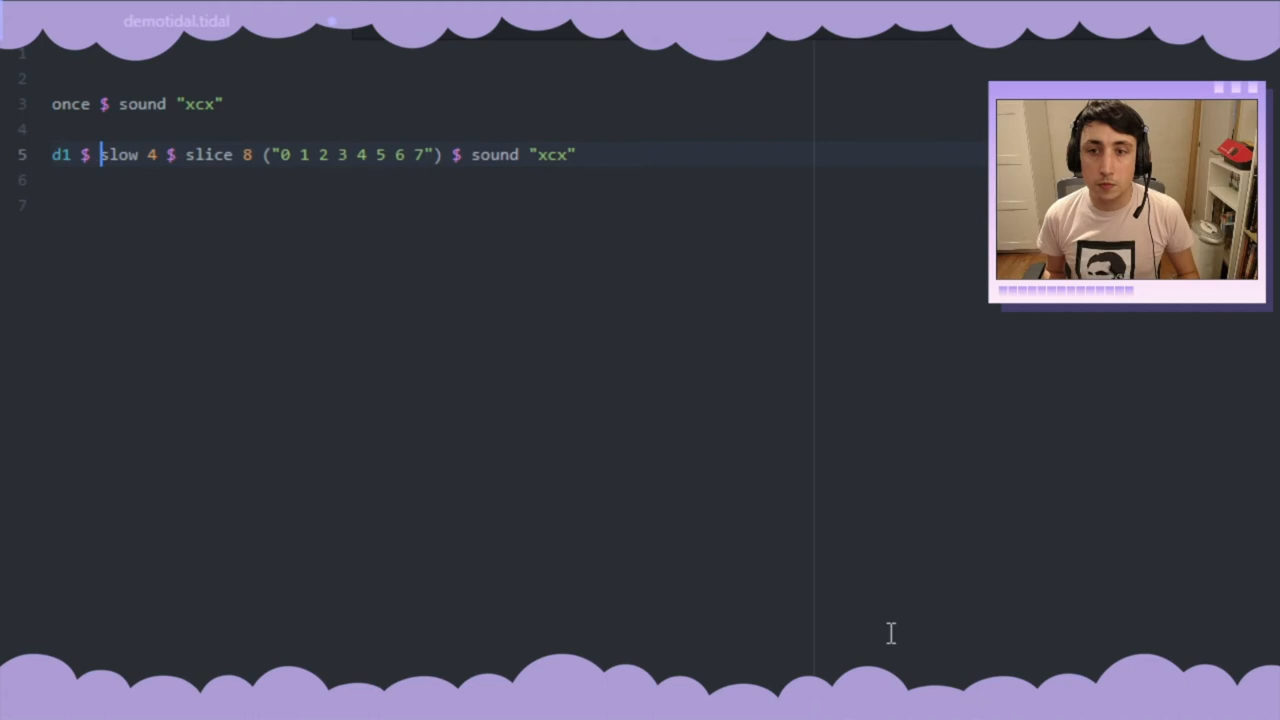 demotidal.tidal
1
2
3 once $ sound "xcx"
4
5 d1 $ slow 4 $ slice 8 ("0 1 2 3 4 5 6 7") $ sound "xcx"
6
7